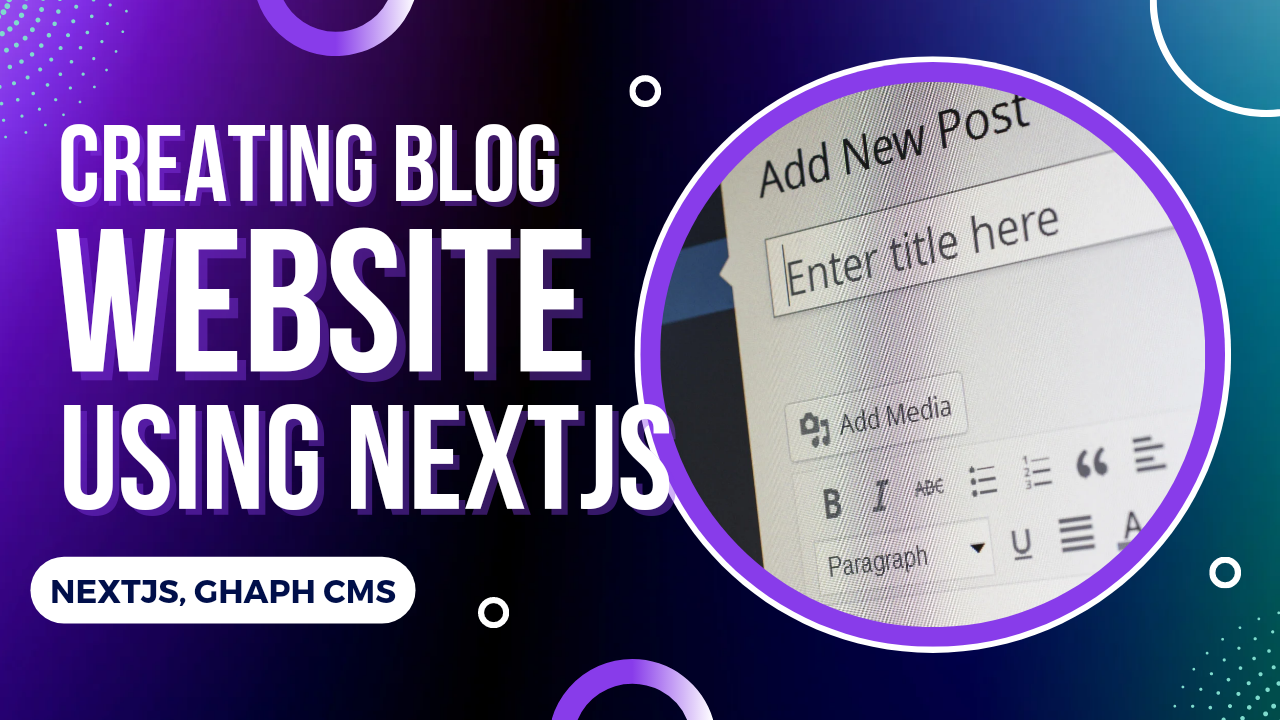 CREATING BLOG
WEBSITE
USING NEXTJS
NEXTJS, GHAPH CMS
Add New Post
Enter title here
Add Media
B I ABC
Paragraph
U A